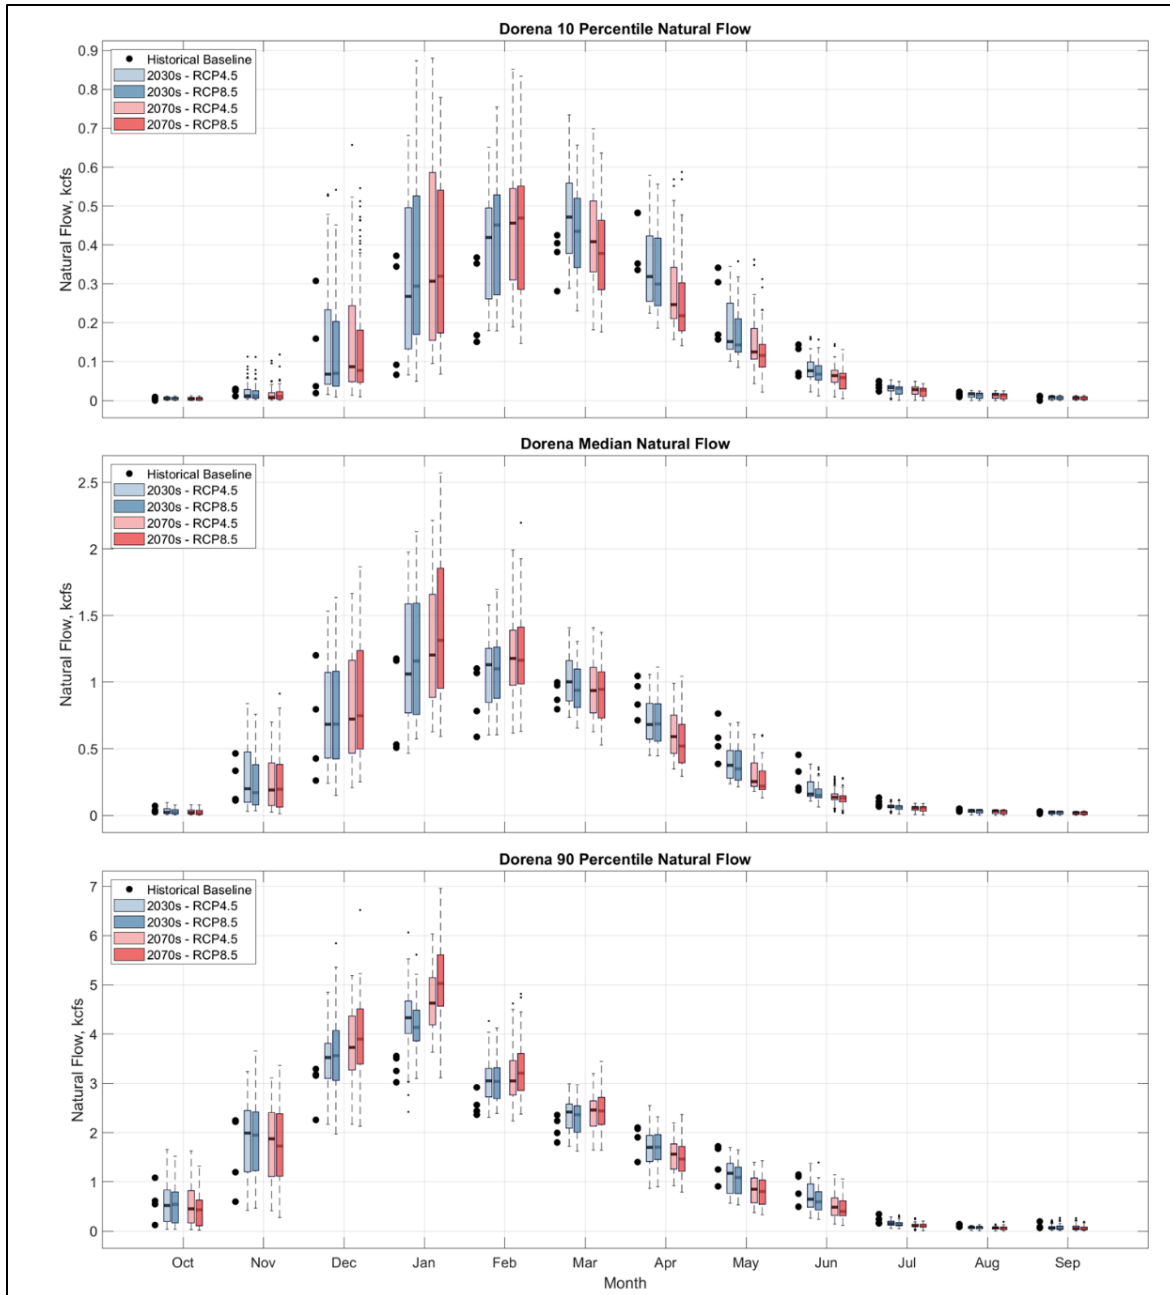 Dorena 10 Percentile Natural Flow
Natural Flow, kcfs
0.9
0.8
0.7
0.6
0.5
0.4
0.3
0.2
0.1
0
Historical Baseline
2030s - RCP4.5
2030s - RCP8.5
2070s - RCP4.5
2070s - RCP8.5
Dorena Median Natural Flow
Natural Flow, kcfs
2.5
2
1.5
1
0.5
0
Historical Baseline
2030s - RCP4.5
2030s - RCP8.5
2070s - RCP4.5
2070s - RCP8.5
Dorena 90 Percentile Natural Flow
Natural Flow, kcfs
7
6
5
4
3
2
1
0
Historical Baseline
2030s - RCP4.5
2030s - RCP8.5
2070s - RCP4.5
2070s - RCP8.5
Oct Nov Dec Jan Feb Mar Apr May Jun Jul Aug Sep
Month